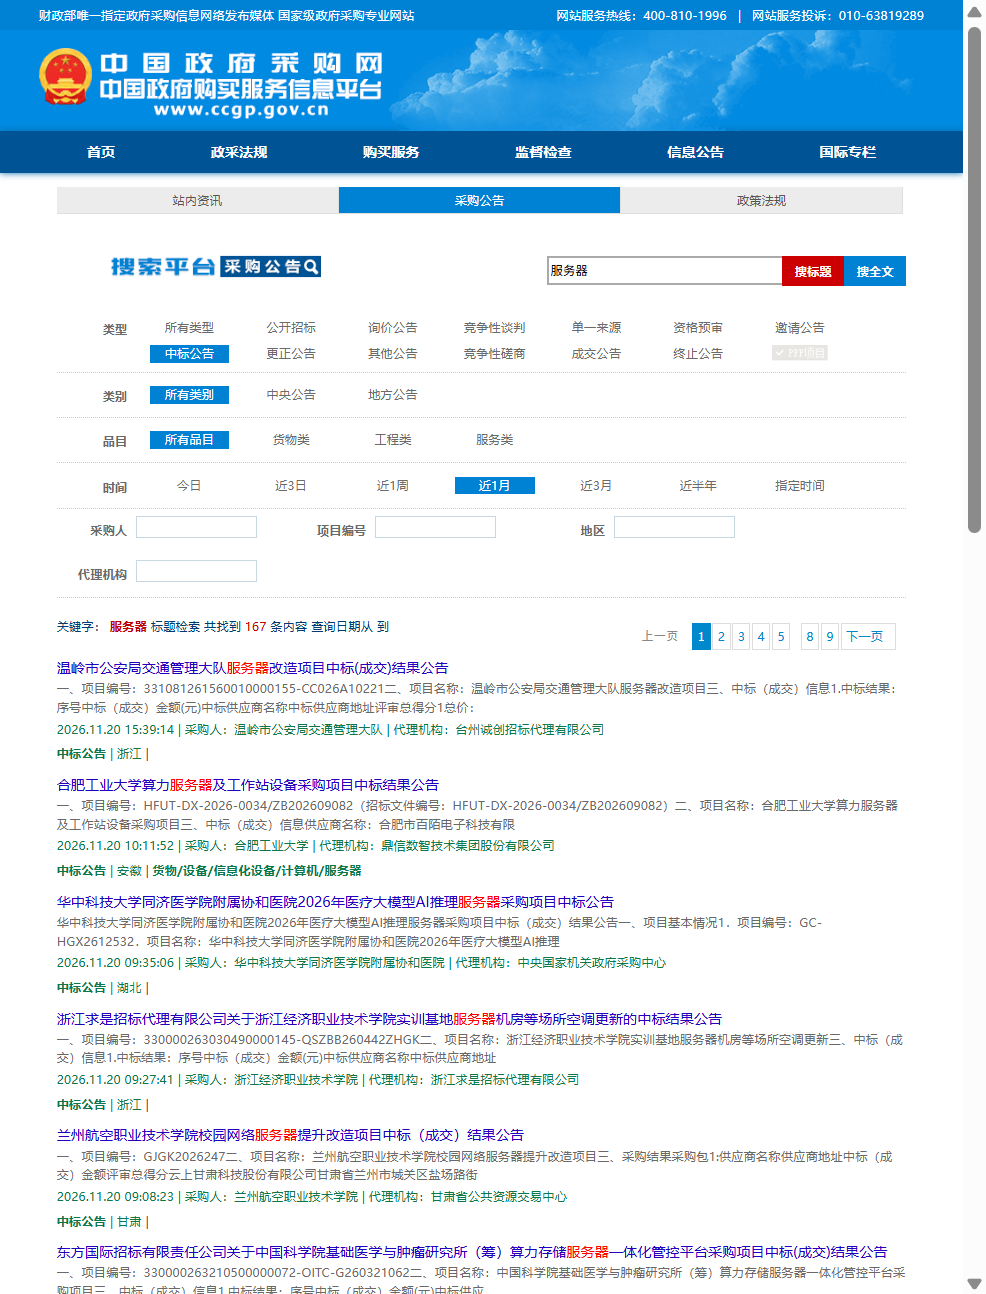 财政部唯一指定政府采购信息网络发布媒体 国家级政府采购专业网站
网站服务热线：400-810-1996 | 网站服务投诉：010-63819289
中国政府采购网
中国政府购买服务信息平台
www.ccgp.gov.cn
首页 政采法规 购买服务 监督检查 信息公告 国际专栏
站内资讯 采购公告 政策法规
搜索平台 采购公告 服务器 搜标题 搜全文
类型 所有类型 公开招标 询价公告 竞争性谈判 单一来源 资格预审 邀请公告
中标公告 更正公告 其他公告 竞争性磋商 成交公告 终止公告 PPP项目
类别 所有类别 中央公告 地方公告
品目 所有品目 货物类 工程类 服务类
时间 今日 近3日 近1周 近1月 近3月 近半年 指定时间
采购人 项目编号 地区
代理机构
关键字： 服务器 标题检索 共找到 167 条内容 查询日期从 到
上一页 1 2 3 4 5 8 9 下一页
温岭市公安局交通管理大队服务器改造项目中标(成交)结果公告
一、项目编号：331081261560010000155-CC026A10221二、项目名称：温岭市公安局交通管理大队服务器改造项目三、中标（成交）信息1.中标结果：
序号中标（成交）金额(元)中标供应商名称中标供应商地址评审总得分1总价：
2026.11.20 15:39:14 | 采购人：温岭市公安局交通管理大队 | 代理机构：台州诚创招标代理有限公司
中标公告 | 浙江 |
合肥工业大学算力服务器及工作站设备采购项目中标结果公告
一、项目编号：HFUT-DX-2026-0034/ZB202609082（招标文件编号：HFUT-DX-2026-0034/ZB202609082）二、项目名称：合肥工业大学算力服务器
及工作站设备采购项目三、中标（成交）信息供应商名称：合肥市百陌电子科技有限
2026.11.20 10:11:52 | 采购人：合肥工业大学 | 代理机构：鼎信数智技术集团股份有限公司
中标公告 | 安徽 | 货物/设备/信息化设备/计算机/服务器
华中科技大学同济医学院附属协和医院2026年医疗大模型AI推理服务器采购项目中标公告
华中科技大学同济医学院附属协和医院2026年医疗大模型AI推理服务器采购项目中标（成交）结果公告一、项目基本情况1．项目编号：GC-
HGX2612532．项目名称：华中科技大学同济医学院附属协和医院2026年医疗大模型AI推理
2026.11.20 09:35:06 | 采购人：华中科技大学同济医学院附属协和医院 | 代理机构：中央国家机关政府采购中心
中标公告 | 湖北 |
浙江求是招标代理有限公司关于浙江经济职业技术学院实训基地服务器机房等场所空调更新的中标结果公告
一、项目编号：330000263030490000145-QSZBB260442ZHGK二、项目名称：浙江经济职业技术学院实训基地服务器机房等场所空调更新三、中标（成
交）信息1.中标结果：序号中标（成交）金额(元)中标供应商名称中标供应商地址
2026.11.20 09:27:41 | 采购人：浙江经济职业技术学院 | 代理机构：浙江求是招标代理有限公司
中标公告 | 浙江 |
兰州航空职业技术学院校园网络服务器提升改造项目中标（成交）结果公告
一、项目编号：GJGK2026247二、项目名称：兰州航空职业技术学院校园网络服务器提升改造项目三、采购结果采购包1:供应商名称供应商地址中标（成
交）金额评审总得分云上甘肃科技股份有限公司甘肃省兰州市城关区盐场路街
2026.11.20 09:08:23 | 采购人：兰州航空职业技术学院 | 代理机构：甘肃省公共资源交易中心
中标公告 | 甘肃 |
东方国际招标有限责任公司关于中国科学院基础医学与肿瘤研究所（筹）算力存储服务器一体化管控平台采购项目中标(成交)结果公告
一、项目编号：330000263210500000072-OITC-G260321062二、项目名称：中国科学院基础医学与肿瘤研究所（筹）算力存储服务器一体化管控平台采
购项目三、中标（成交）信息1.中标结果：序号中标（成交）金额(元)中标供应